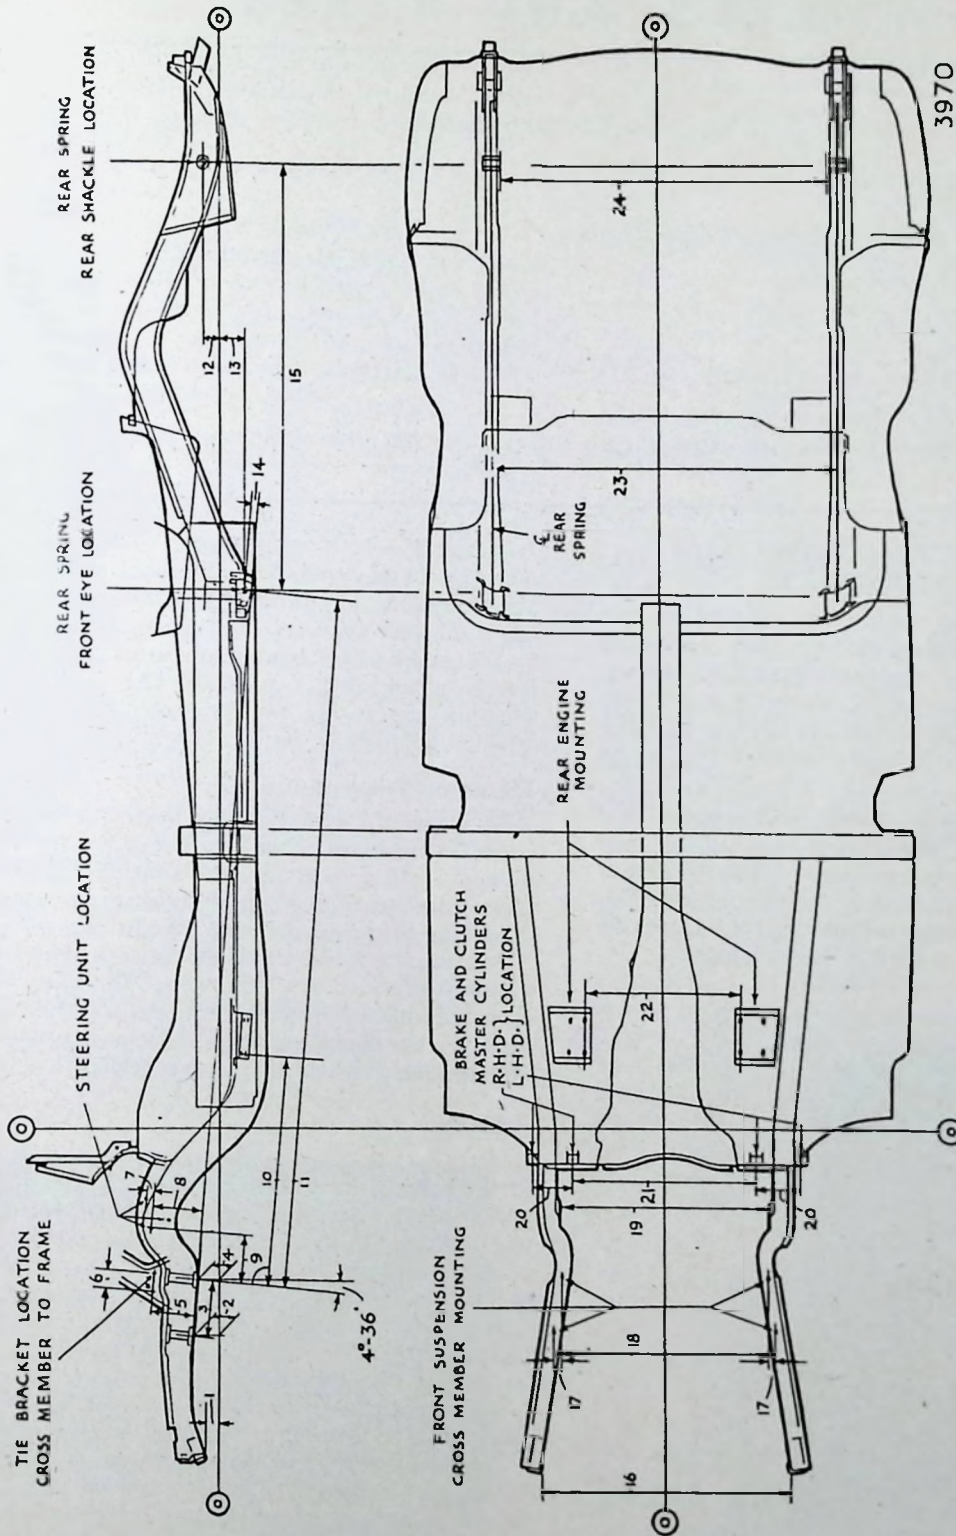 TIE BRACKET LOCATION
CROSS MEMBER TO FRAME
STEERING UNIT LOCATION
REAR SPRING
FRONT EYE LOCATION
REAR SPRING
REAR SHACKLE LOCATION
1
2
3
4
5
6
7
8
9
10
11
4°-36'
12
13
14
15
FRONT SUSPENSION
CROSS MEMBER MOUNTING
BRAKE AND CLUTCH
MASTER CYLINDERS
R.H.D. } LOCATION
L.H.D.
REAR ENGINE
MOUNTING
℄
REAR
SPRING
16
17
17
18
19
20
20
21
22
23
24
3970